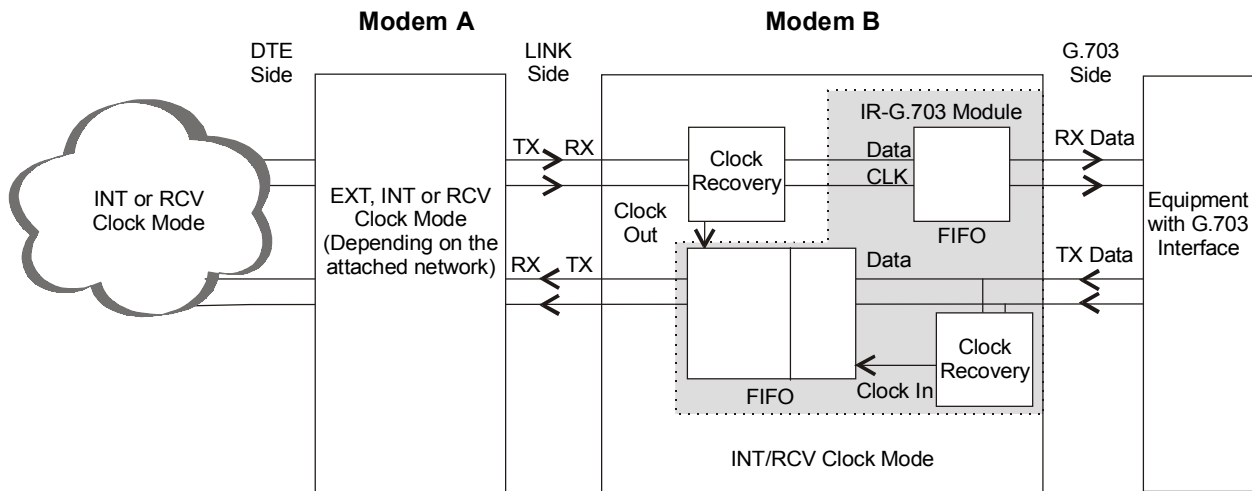 Modem A
Modem B
DTE
Side
LINK
Side
G.703
Side
INT or RCV
Clock Mode
EXT, INT or RCV
Clock Mode
(Depending on the
attached network)
TX
RX
RX
TX
Clock
Recovery
Clock
Out
IR-G.703 Module
Data
CLK
FIFO
RX Data
TX Data
Data
FIFO
Clock In
Clock
Recovery
INT/RCV Clock Mode
Equipment
with G.703
Interface